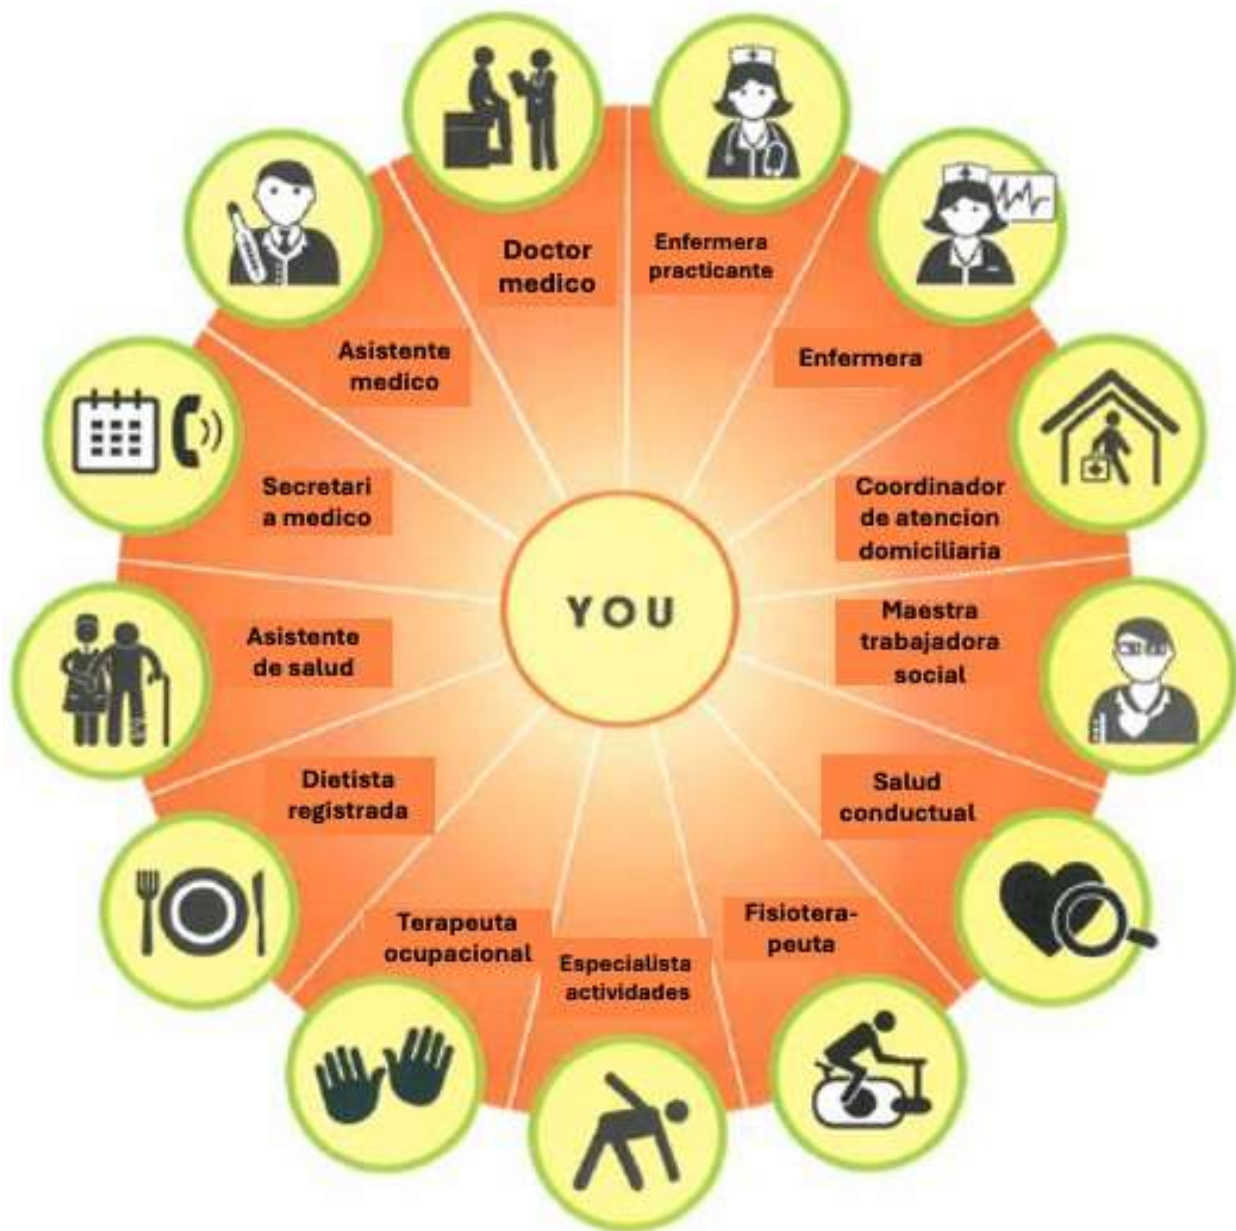 Doctor
medico
Enfermera
practicante
Enfermera
Coordinador
de atencion
domiciliaria
Maestra
trabajadora
social
Salud
conductual
Fisiotera-
peuta
Especialista
actividades
Terapeuta
ocupacional
Dietista
registrada
Asistente
de salud
Secretari
a medico
Asistente
medico
YOU